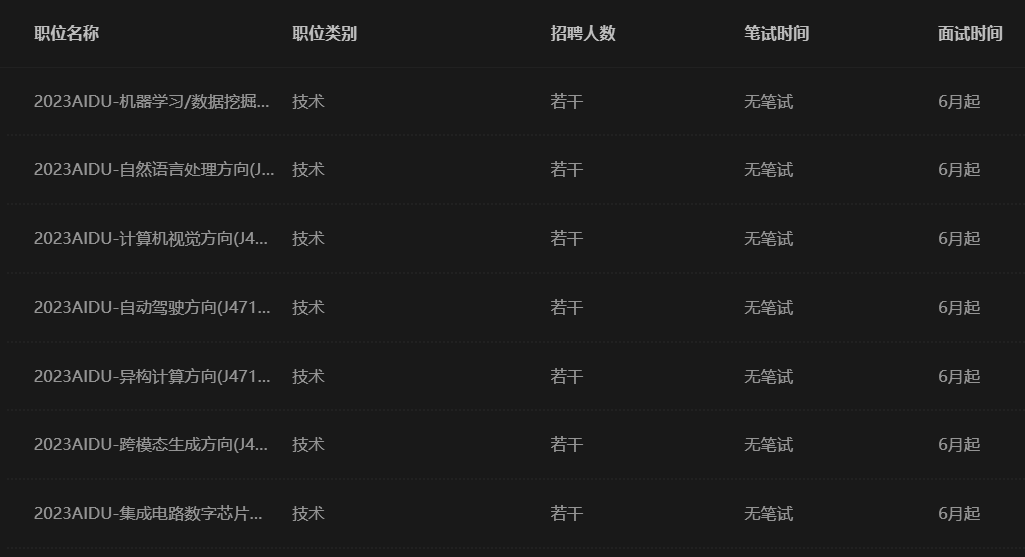 职位名称 职位类别 招聘人数 笔试时间 面试时间
2023AIDU-机器学习/数据挖掘... 技术 若干 无笔试 6月起
2023AIDU-自然语言处理方向(J... 技术 若干 无笔试 6月起
2023AIDU-计算机视觉方向(J4... 技术 若干 无笔试 6月起
2023AIDU-自动驾驶方向(J471... 技术 若干 无笔试 6月起
2023AIDU-异构计算方向(J471... 技术 若干 无笔试 6月起
2023AIDU-跨模态生成方向(J4... 技术 若干 无笔试 6月起
2023AIDU-集成电路数字芯片... 技术 若干 无笔试 6月起